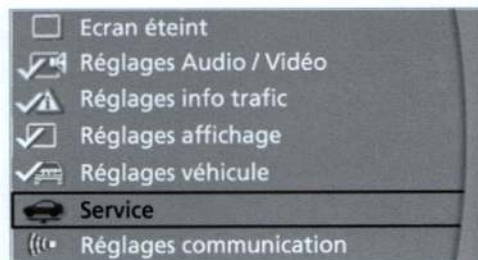 Ecran éteint
Réglages Audio / Vidéo
Réglages info trafic
Réglages affichage
Réglages véhicule
Service
Réglages communication